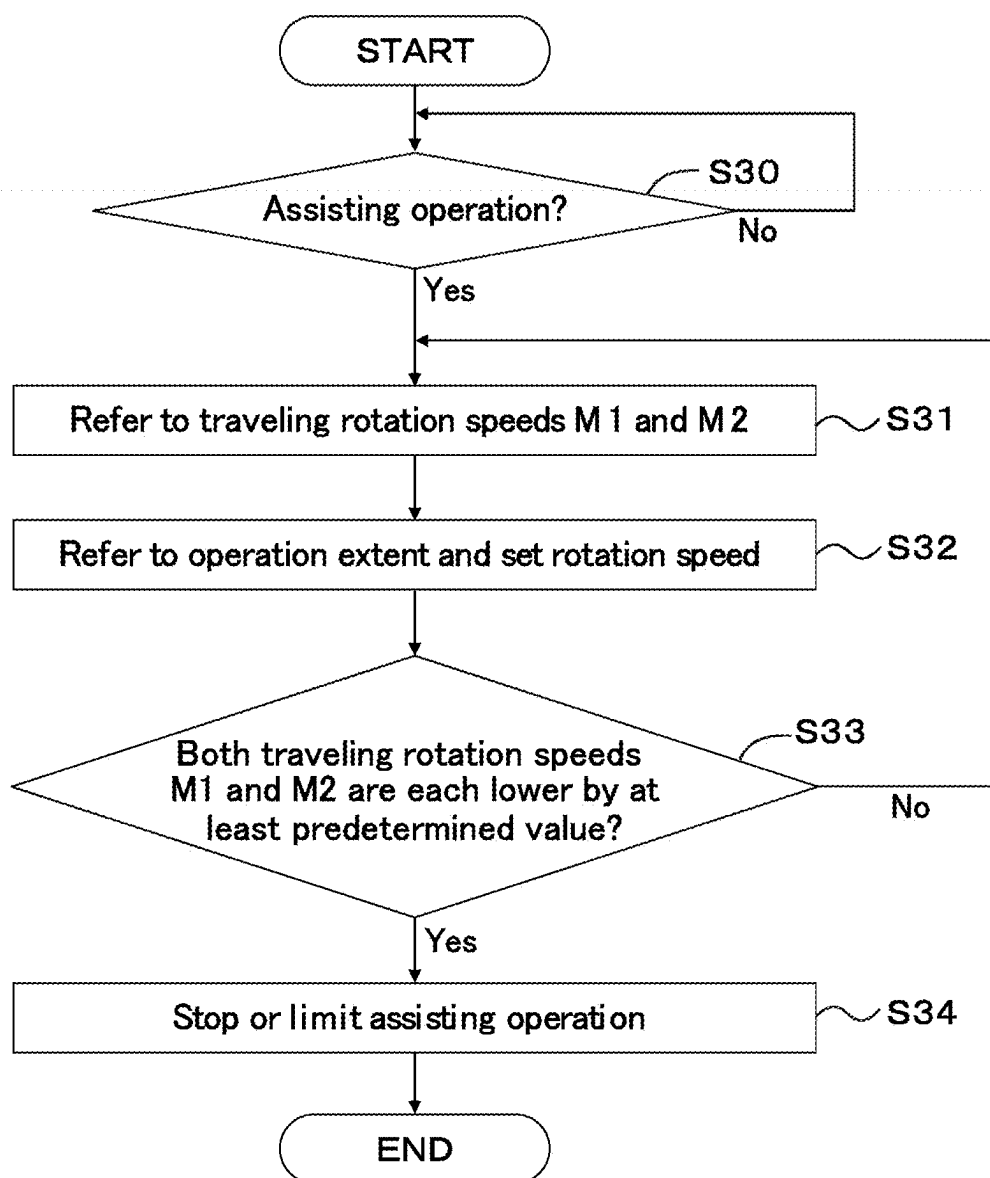 START
Assisting operation?
S30
No
Yes
Refer to traveling rotation speeds M1 and M2
S31
Refer to operation extent and set rotation speed
S32
Both traveling rotation speeds
M1 and M2 are each lower by at
least predetermined value?
S33
No
Yes
Stop or limit assisting operation
S34
END